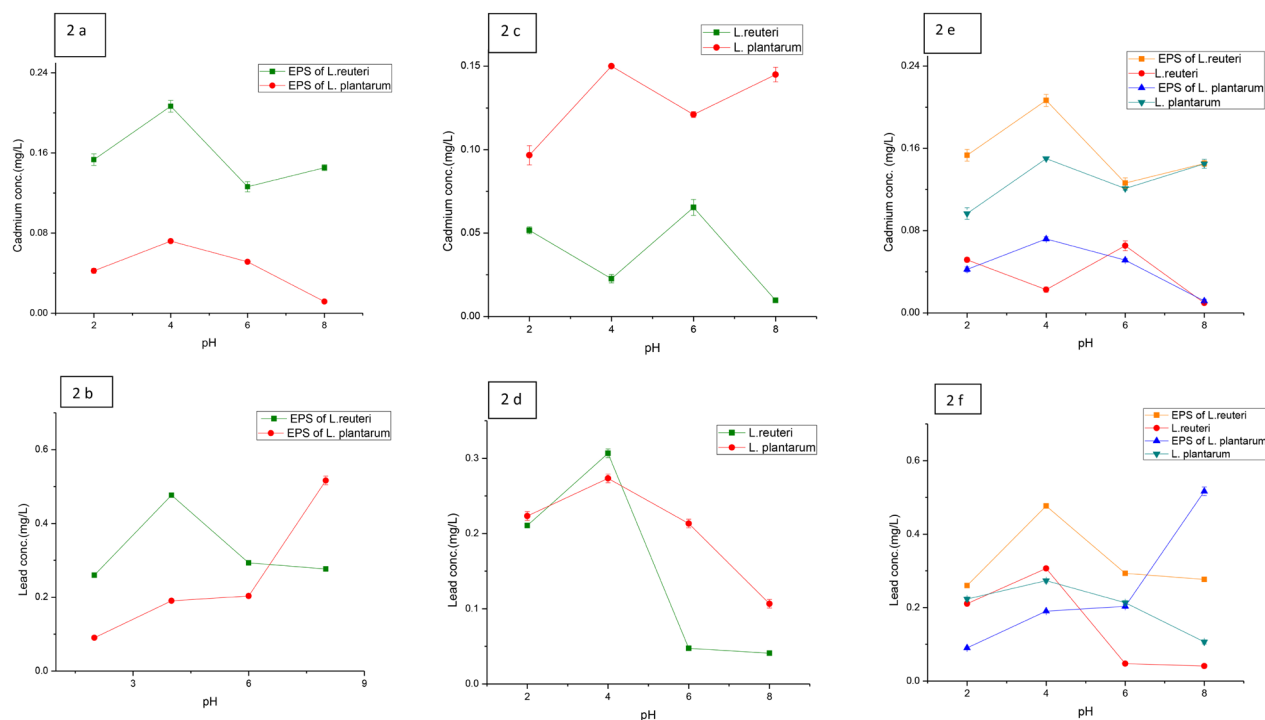 2 a
EPS of L.reuteri
EPS of L. plantarum
0.24
0.16
0.08
0.00
Cadmium conc.(mg/L)
2 4 6 8
pH
2 c
L.reuteri
L. plantarum
0.15
0.10
0.05
0.00
Cadmium conc.(mg/L)
2 4 6 8
pH
2 e
EPS of L.reuteri
L.reuteri
EPS of L. plantarum
L. plantarum
0.24
0.16
0.08
0.00
Cadmium conc.(mg/L)
2 4 6 8
pH
2 b
EPS of L.reuteri
EPS of L. plantarum
0.6
0.4
0.2
0.0
Lead conc.(mg/L)
3 6 9
pH
2 d
L.reuteri
L. plantarum
0.3
0.2
0.1
0.0
Lead conc.(mg/L)
2 4 6 8
pH
2 f
EPS of L.reuteri
L.reuteri
EPS of L. plantarum
L. plantarum
0.6
0.4
0.2
0.0
Lead conc.(mg/L)
2 4 6 8
pH